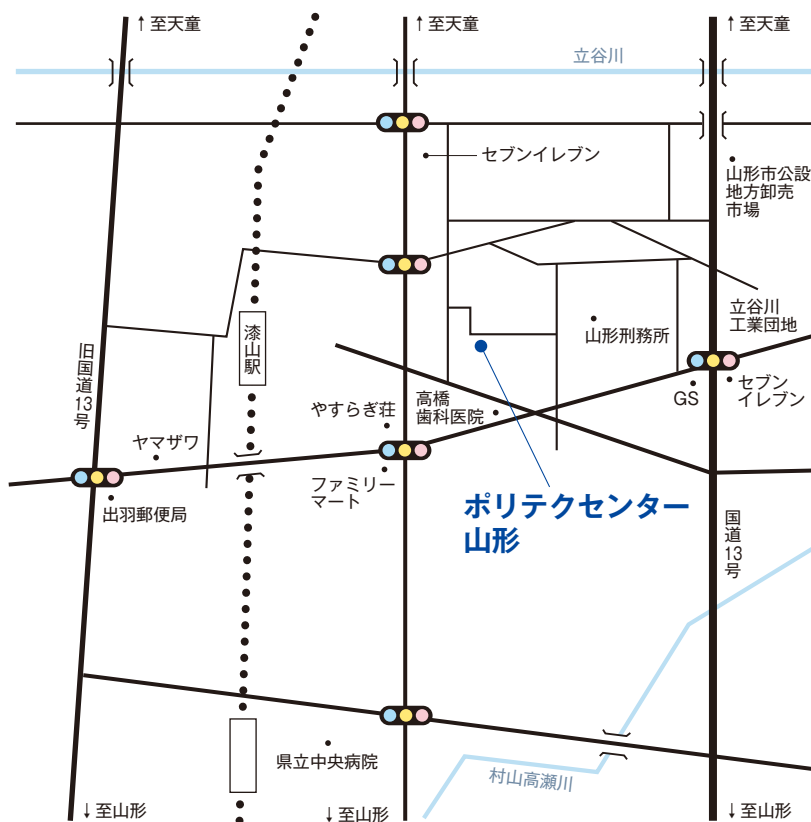 ↑至天童
↑至天童
↑至天童
立谷川
セブンイレブン
山形市公設
地方卸売
市場
立谷川
工業団地
山形刑務所
漆山駅
旧国道13号
高橋
歯科医院
やすらぎ荘
GS
セブン
イレブン
ヤマザワ
ファミリー
マート
出羽郵便局
ポリテクセンター
山形
国道13号
県立中央病院
村山高瀬川
↓至山形
↓至山形
↓至山形